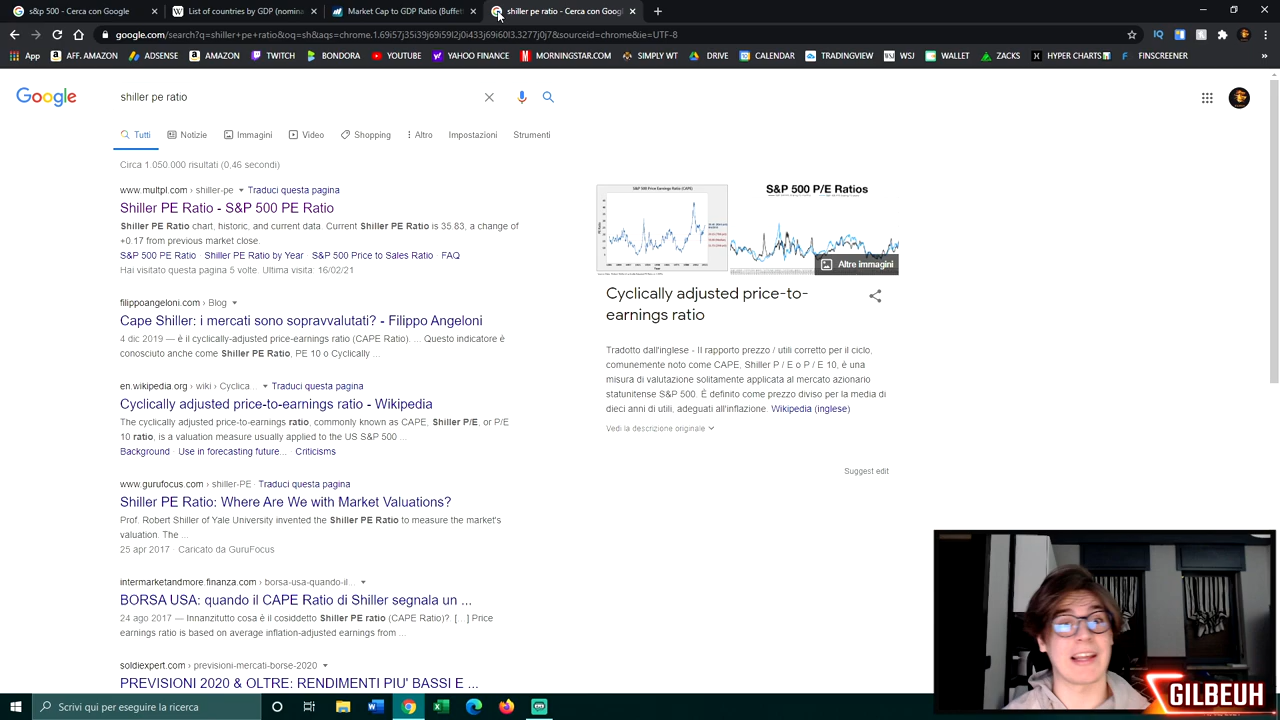 s&p 500 - Cerca con Google
List of countries by GDP (nomina
Market Cap to GDP Ratio (Buffet
shiller pe ratio - Cerca con Googl
google.com/search?q=shiller+pe+ratio&oq=sh&aqs=chrome.1.69i57j35i39j69i59l2j0i433j69i60l3.3277j0j7&sourceid=chrome&ie=UTF-8
App
AFF. AMAZON
ADSENSE
AMAZON
YOUTUBE
YAHOO FINANCE
MORNINGSTAR.COM
SIMPLY WT
DRIVE
CALENDAR
TRADINGVIEW
WSJ
WALLET
ZACKS
HYPER CHARTS
FINSCREENER
Google
shiller pe ratio
Tutti
Notizie
Immagini
Video
Shopping
Altro
Impostazioni
Strumenti
Circa 1.050.000 risultati (0,46 secondi)
www.multpl.com › shiller-pe Traduci questa pagina
Shiller PE Ratio - S&P 500 PE Ratio
Shiller PE Ratio chart, historic, and current data. Current Shiller PE Ratio is 35.83, a change of
+0.17 from previous market close.
S&P 500 PE Ratio · Shiller PE Ratio by Year · S&P 500 Price to Sales Ratio · FAQ
Hai visitato questa pagina 5 volte. Ultima visita: 16/02/21
filippoangeloni.com › Blog
Cape Shiller: i mercati sono sopravvalutati? - Filippo Angeloni
4 dic 2019 — è il cyclically-adjusted price-earnings ratio (CAPE Ratio). ... Questo indicatore è
conosciuto anche come Shiller PE Ratio, PE 10 o Cyclically ...
en.wikipedia.org › wiki › Cyclica... Traduci questa pagina
Cyclically adjusted price-to-earnings ratio - Wikipedia
The cyclically adjusted price-to-earnings ratio, commonly known as CAPE, Shiller P/E, or P/E
10 ratio, is a valuation measure usually applied to the US S&P 500 ...
Background · Use in forecasting future... · Criticisms
www.gurufocus.com › shiller-PE · Traduci questa pagina
Shiller PE Ratio: Where Are We with Market Valuations?
Prof. Robert Shiller of Yale University invented the Shiller PE Ratio to measure the market's
valuation. The ...
25 apr 2017 · Caricato da GuruFocus
intermarketandmore.finanza.com › borsa-usa-quando-il...
BORSA USA: quando il CAPE Ratio di Shiller segnala un ...
24 ago 2017 — Innanzitutto cosa è il cosiddetto Shiller PE ratio (CAPE Ratio)? [...] Price
earnings ratio is based on average inflation-adjusted earnings from ...
soldiexpert.com › previsioni-mercati-borse-2020
PREVISIONI 2020 & OLTRE: RENDIMENTI PIU' BASSI E ...
S&P 500 Price Earnings Ratio (CAPE)
S&P 500 P/E Ratios
Altre immagini
Cyclically adjusted price-to-
earnings ratio
Tradotto dall'inglese - Il rapporto prezzo / utili corretto per il ciclo,
comunemente noto come CAPE, Shiller P / E o P / E 10, è una
misura di valutazione solitamente applicata al mercato azionario
statunitense S&P 500. È definito come prezzo diviso per la media di
dieci anni di utili, adeguati all'inflazione. Wikipedia (inglese)
Vedi la descrizione originale
Suggest edit
GILBEUH
Scrivi qui per eseguire la ricerca